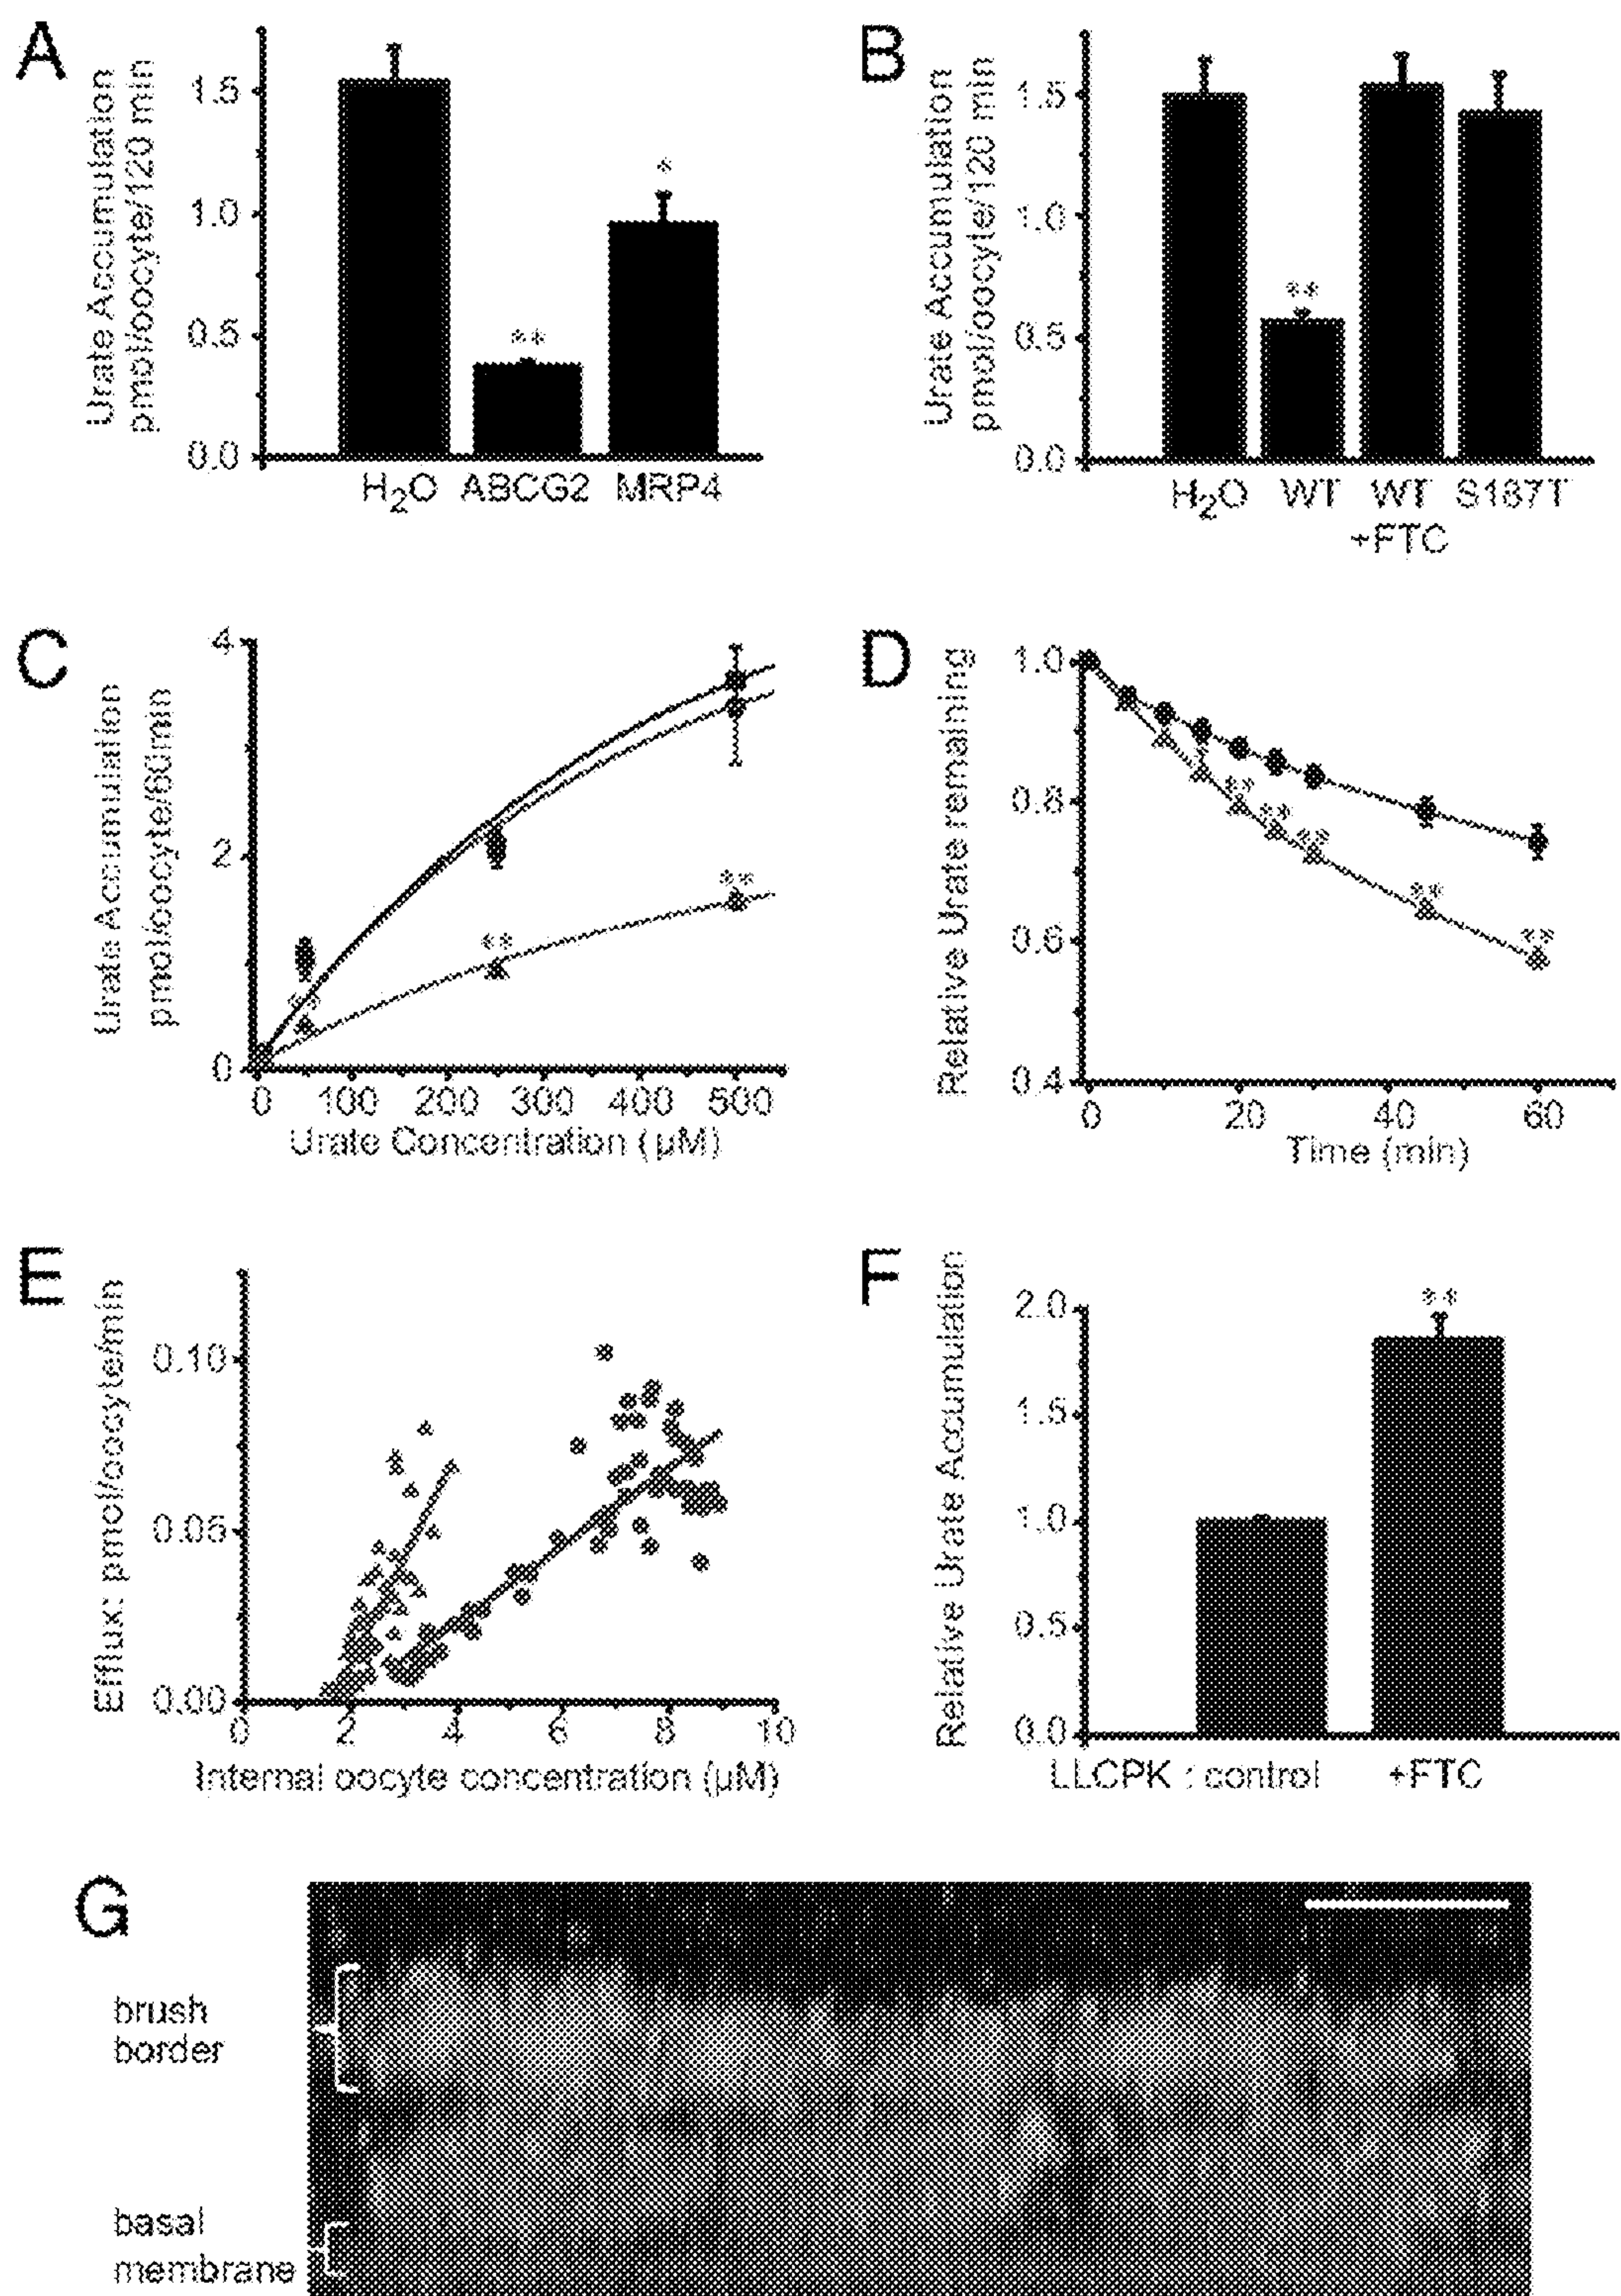 A
Urate Accumulation
pmol/oocyte/120 min
1.5
1.0
0.5
0.0
*
**
H2O ABCG2 MRP4
B
Urate Accumulation
pmol/oocyte/120 min
1.5
1.0
0.5
0.0
**
H2O WT WT S187T
+FTC
C
Urate Accumulation
pmol/oocyte/60min
4
2
0
**
**
**
0 100 200 300 400 500
Urate Concentration (µM)
D
Relative Urate remaining
1.0
0.8
0.6
0.4
**
**
**
**
**
0 20 40 60
Time (min)
E
Efflux: pmol/oocyte/min
0.10
0.05
0.00
0 2 4 6 8 10
Internal oocyte concentration (µM)
F
Relative Urate Accumulation
2.0
1.5
1.0
0.5
0.0
**
LLCPK : control +FTC
G
brush
border
basal
membrane